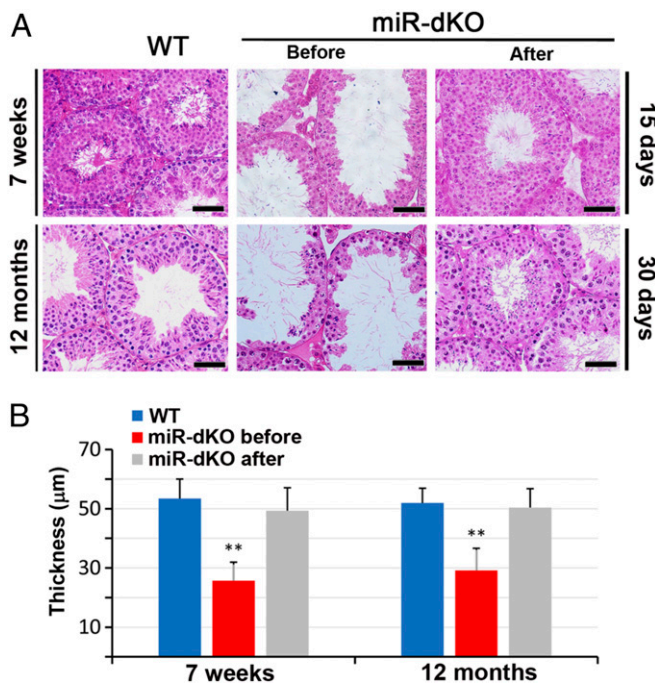 A
WT
miR-dKO
Before
After
7 weeks
15 days
12 months
30 days
B
WT
miR-dKO before
miR-dKO after
Thickness (μm)
70
50
30
10
**
**
7 weeks
12 months